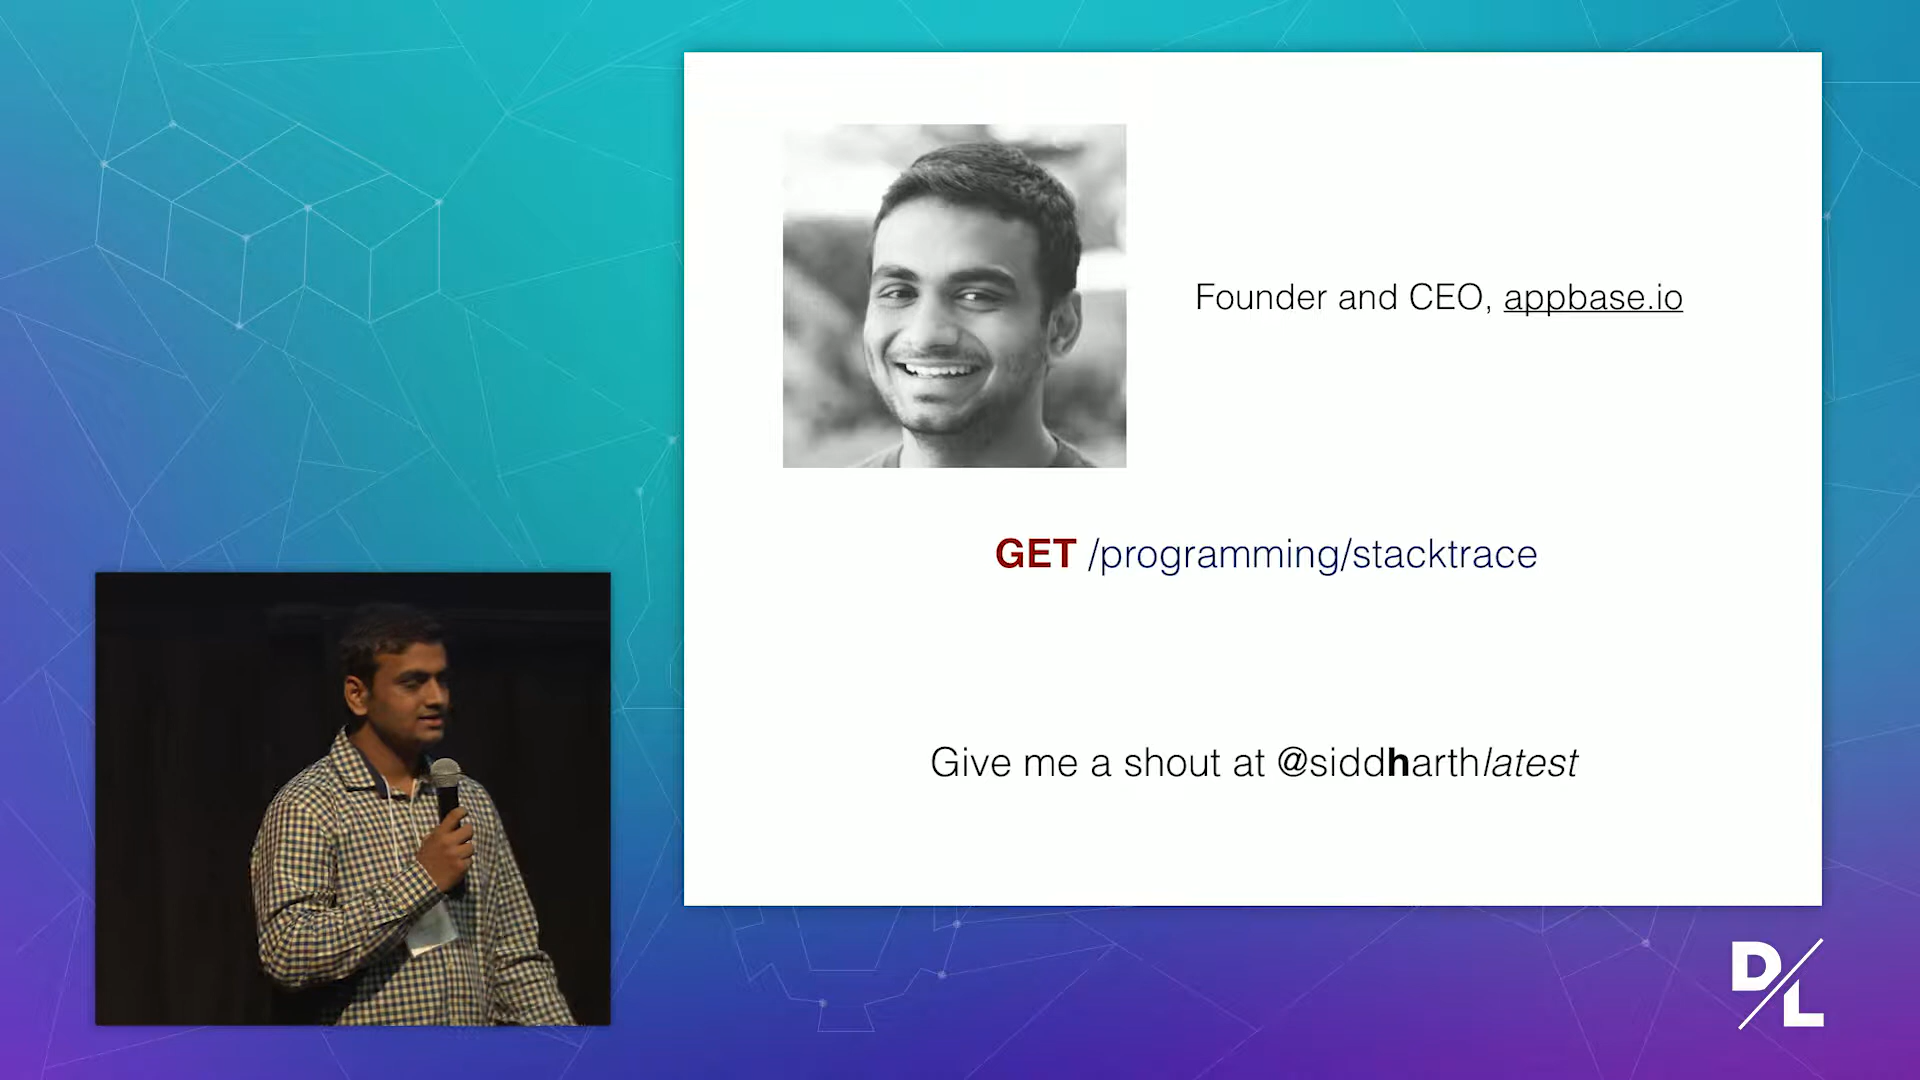 Founder and CEO, appbase.io
GET /programming/stacktrace
Give me a shout at @siddharthlatest
D/L